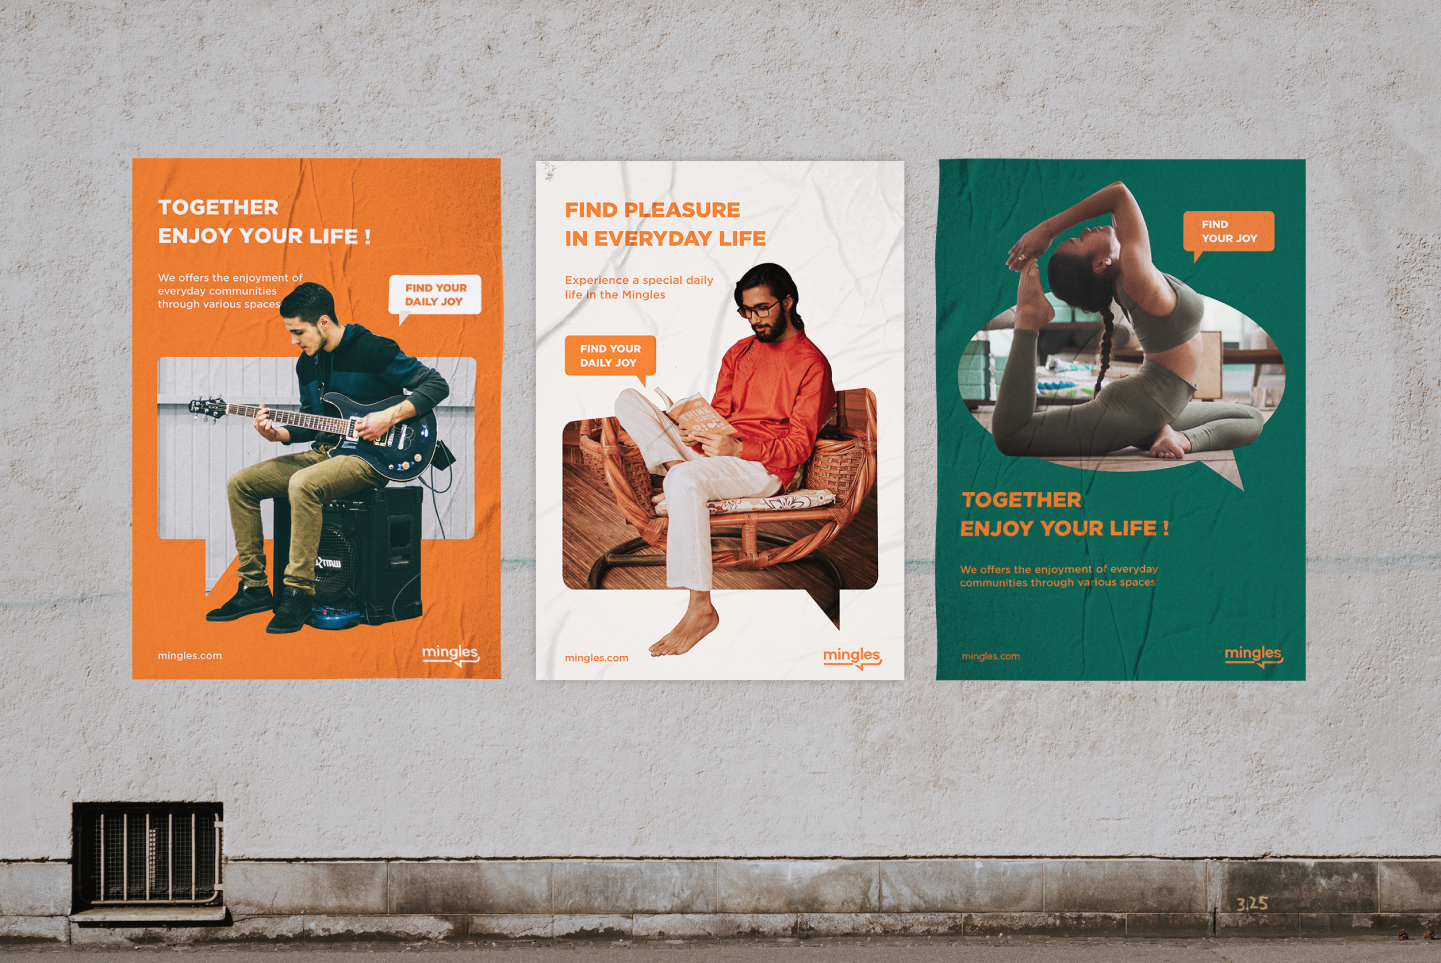 TOGETHER
ENJOY YOUR LIFE !
We offers the enjoyment of
everyday communities
through various spaces
FIND YOUR
DAILY JOY
mingles.com
mingles
FIND PLEASURE
IN EVERYDAY LIFE
Experience a special daily
life in the Mingles
FIND YOUR
DAILY JOY
mingles.com
mingles
FIND
YOUR JOY
TOGETHER
ENJOY YOUR LIFE !
We offers the enjoyment of everyday
communities through various spaces
mingles.com
mingles
3.25